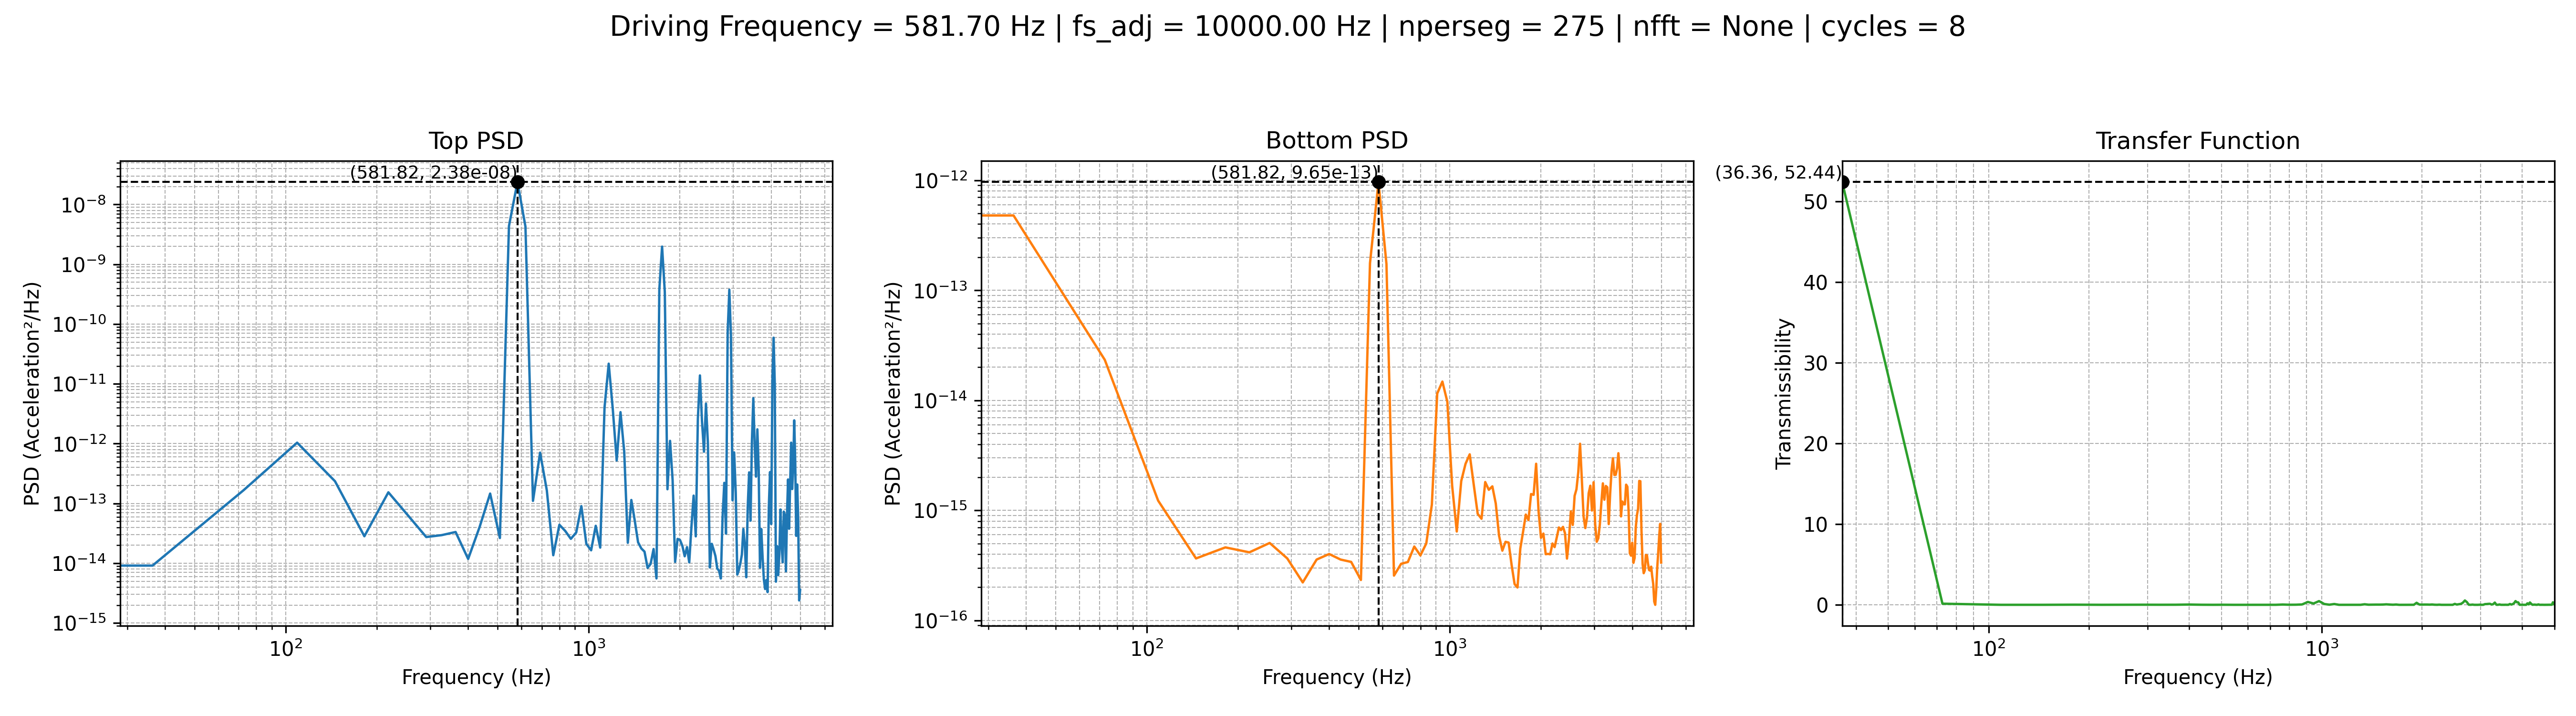 Driving Frequency = 581.70 Hz | fs_adj = 10000.00 Hz | nperseg = 275 | nfft = None | cycles = 8
Top PSD
(581.82, 2.38e-08)
10⁻⁸
10⁻⁹
10⁻¹⁰
10⁻¹¹
10⁻¹²
10⁻¹³
10⁻¹⁴
10⁻¹⁵
PSD (Acceleration²/Hz)
10² 10³
Frequency (Hz)
Bottom PSD
(581.82, 9.65e-13)
10⁻¹²
10⁻¹³
10⁻¹⁴
10⁻¹⁵
10⁻¹⁶
PSD (Acceleration²/Hz)
10² 10³
Frequency (Hz)
Transfer Function
(36.36, 52.44)
50
40
30
20
10
0
Transmissibility
10² 10³
Frequency (Hz)